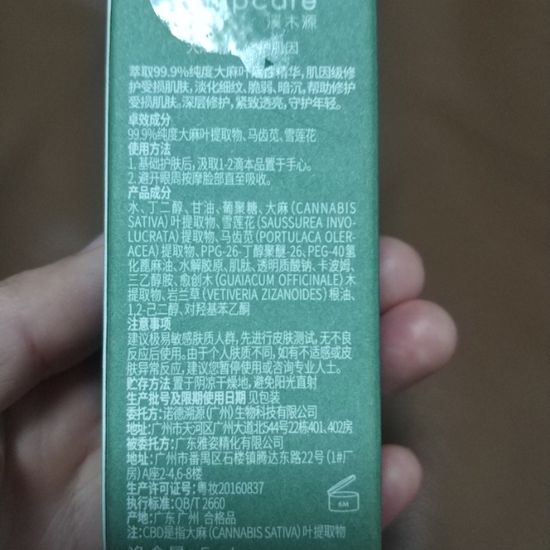 pcare
溪木源
肌因
萃取99.9%纯度大麻叶 精华，肌因级修
护受损肌肤，淡化细纹、脆弱、暗沉，帮助修护
受损肌肤。深层修护，紧致透亮，守护年轻。
卓效成分
99.9%纯度大麻叶提取物、马齿苋、雪莲花
使用方法
1. 基础护肤后，汲取1-2滴本品置于手心。
2. 避开眼周按摩脸部直至吸收。
产品成分
水、丁二醇、甘油、葡聚糖、大麻(CANNABIS
SATIVA)叶提取物、雪莲花(SAUSSUREA INVO-
LUCRATA)提取物、马齿苋(PORTULACA OLER-
ACEA)提取物、PPG-26-丁醇聚醚-26、PEG-40氢
化蓖麻油、水解胶原、肌肽、透明质酸钠、卡波姆、
三乙醇胺、愈创木(GUAIACUM OFFICINALE)木
提取物、岩兰草(VETIVERIA ZIZANOIDES)根油、
1,2-己二醇、对羟基苯乙酮
注意事项
建议极易敏感肤质人群，先进行皮肤测试，无不良
反应后使用。由于个人肤质不同，如有不适感或皮
肤异常反应，建议您暂停使用或咨询专业人士。
贮存方法 置于阴凉干燥地，避免阳光直射
生产批号及限期使用日期 见包装
委托方：诺德溯源(广州)生物科技有限公司
地址：广州市天河区广州大道北544号22栋401、402房
被委托方：广东雅姿精化有限公司
地址：广州市番禺区石楼镇腾达东路22号(1#厂
房)A座2-4,6-8楼
生产许可证号：粤妆20160837
执行标准：QB/T 2660
产地：广东广州 合格品
注：CBD是指大麻(CANNABIS SATIVA)叶提取物
6M